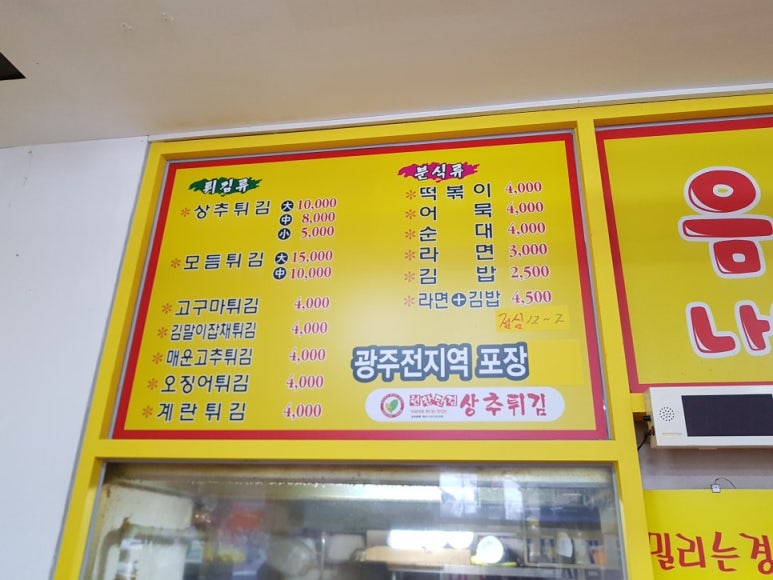 튀김류
*상추튀김 大 10,000
中 8,000
小 5,000
*모듬튀김 大 15,000
中 10,000
*고구마튀김 4,000
*김말이잡채튀김 4,000
*매운고추튀김 4,000
*오징어튀김 4,000
*계란튀김 4,000
분식류
*떡볶이 4,000
*어묵 4,000
*순대 4,000
*라면 3,000
*김밥 2,500
*라면+김밥 4,500
점심 12~2
광주전지역 포장
상추튀김
음
나
밀리는경